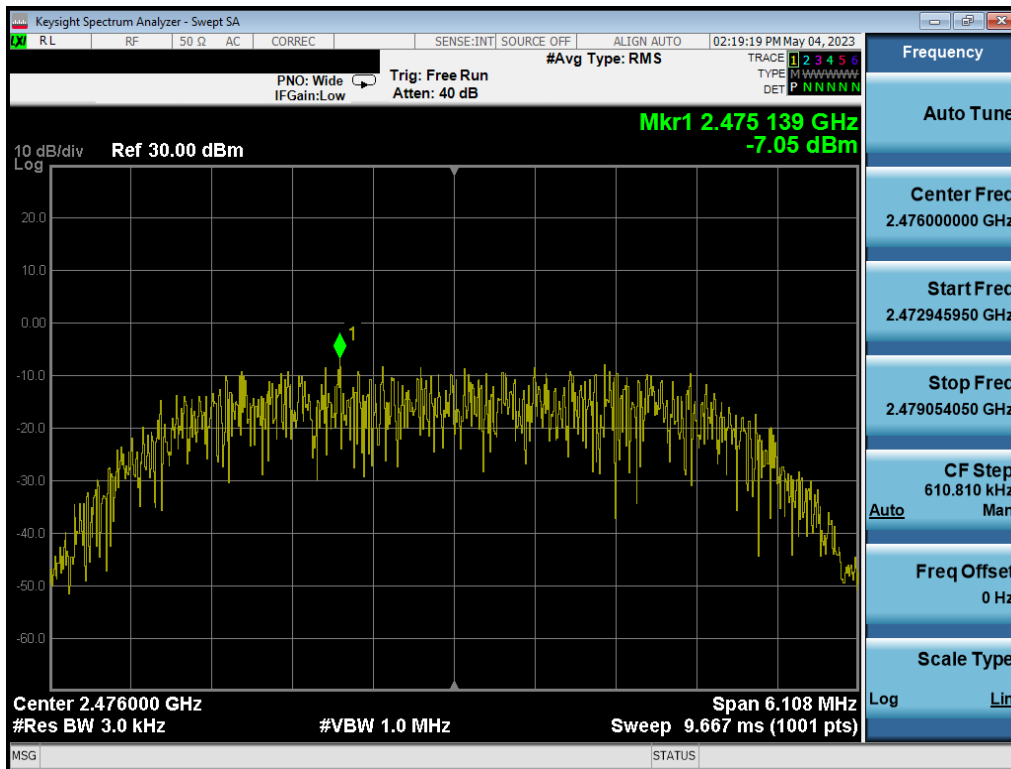 Keysight Spectrum Analyzer - Swept SA
LXI RL RF 50 Ω AC CORREC SENSE:INT SOURCE OFF ALIGN AUTO 02:19:19 PM May 04, 2023
#Avg Type: RMS
PNO: Wide
IFGain:Low
Trig: Free Run
Atten: 40 dB
TRACE 1 2 3 4 5 6
TYPE M WWWWW
DET P N N N N N
Mkr1 2.475 139 GHz
-7.05 dBm
10 dB/div Ref 30.00 dBm
Log
20.0
10.0
0.00
1
-10.0
-20.0
-30.0
-40.0
-50.0
-60.0
Center 2.476000 GHz Span 6.108 MHz
#Res BW 3.0 kHz #VBW 1.0 MHz Sweep 9.667 ms (1001 pts)
MSG STATUS
Frequency
Auto Tune
Center Freq
2.476000000 GHz
Start Freq
2.472945950 GHz
Stop Freq
2.479054050 GHz
CF Step
610.810 kHz
Auto Man
Freq Offset
0 Hz
Scale Type
Log Lin